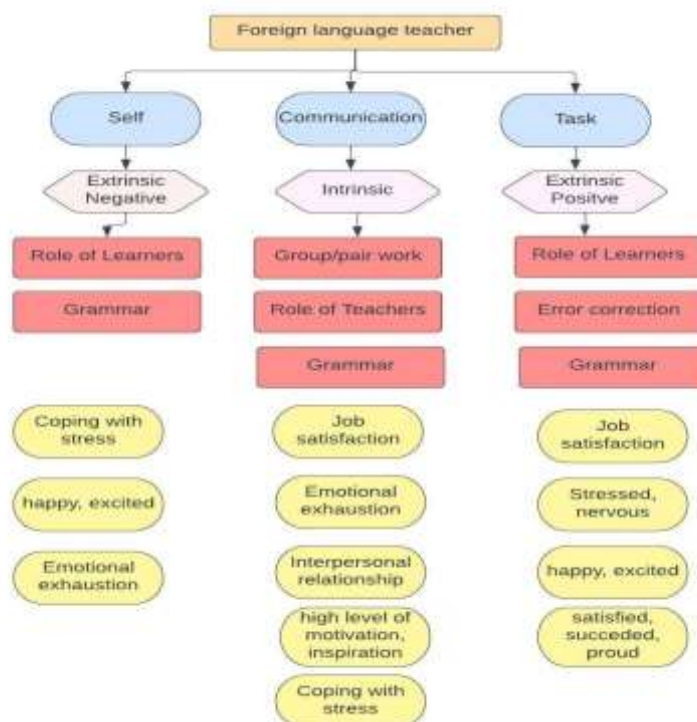 Foreign language teacher
Self
Communication
Task
Extrinsic
Negative
Intrinsic
Extrinsic
Positve
Role of Learners
Group/pair work
Role of Learners
Grammar
Role of Teachers
Error correction
Grammar
Grammar
Coping with
stress
Job
satisfaction
Job
satisfaction
happy, excited
Emotional
exhaustion
Stressed,
nervous
Emotional
exhaustion
Interpersonal
relationship
happy, excited
high level of
motivation,
inspiration
satisfied,
succeded,
proud
Coping with
stress